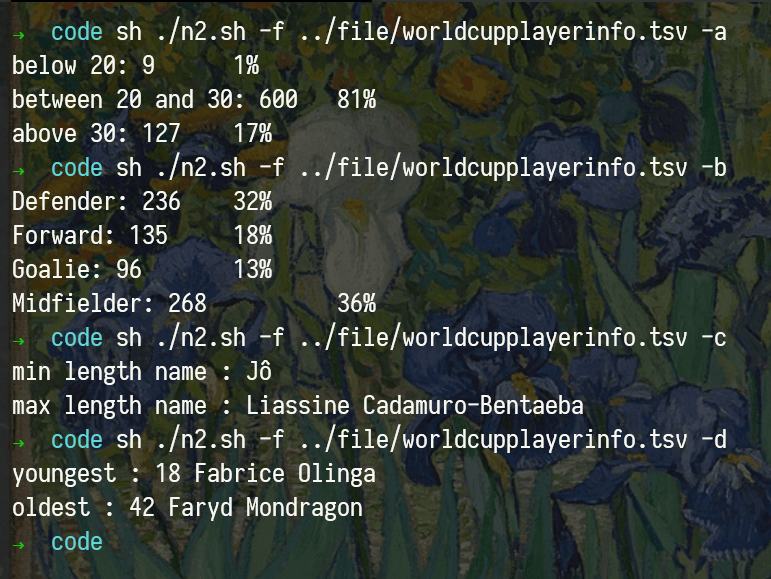 → code sh ./n2.sh -f ../file/worldcupplayerinfo.tsv -a
below 20: 9 1%
between 20 and 30: 600 81%
above 30: 127 17%
→ code sh ./n2.sh -f ../file/worldcupplayerinfo.tsv -b
Defender: 236 32%
Forward: 135 18%
Goalie: 96 13%
Midfielder: 268 36%
→ code sh ./n2.sh -f ../file/worldcupplayerinfo.tsv -c
min length name : Jô
max length name : Liassine Cadamuro-Bentaeba
→ code sh ./n2.sh -f ../file/worldcupplayerinfo.tsv -d
youngest : 18 Fabrice Olinga
oldest : 42 Faryd Mondragon
→ code